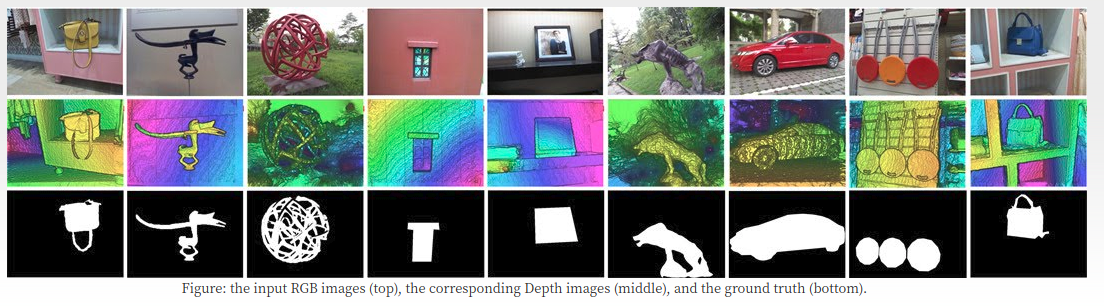 Figure: the input RGB images (top), the corresponding Depth images (middle), and the ground truth (bottom).